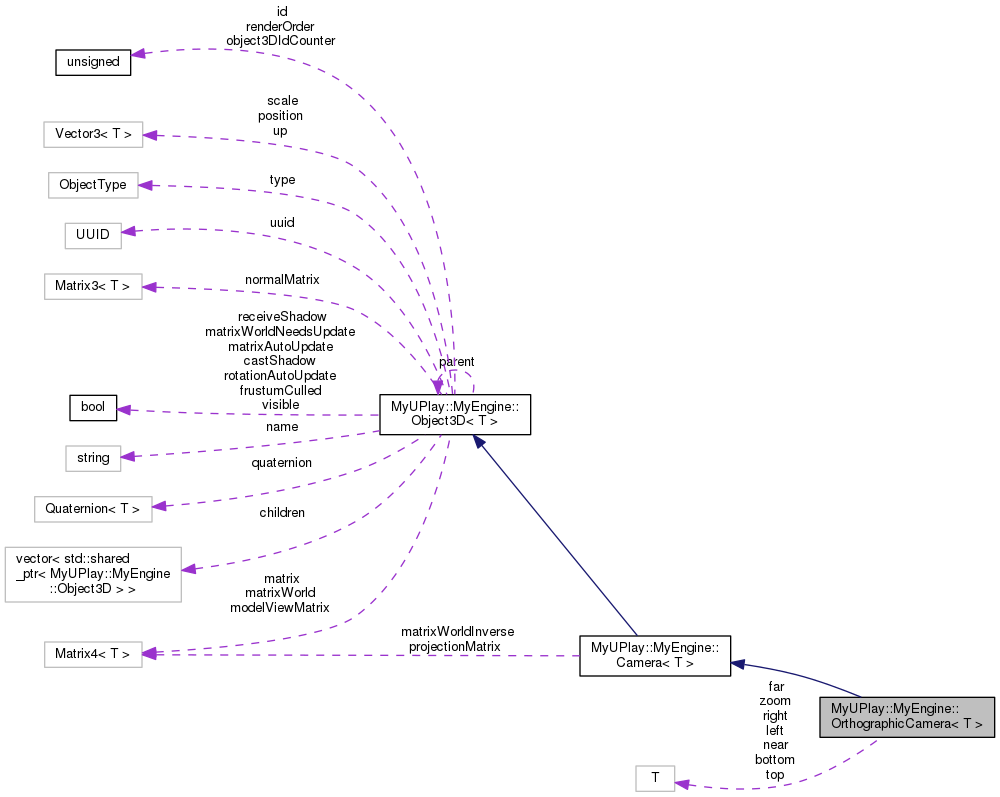 id
renderOrder
object3DIdCounter
unsigned
scale
position
up
Vector3< T >
type
ObjectType
uuid
UUID
normalMatrix
Matrix3< T >
receiveShadow
matrixWorldNeedsUpdate
matrixAutoUpdate
castShadow
rotationAutoUpdate
frustumCulled
visible
bool
parent
MyUPlay::MyEngine::
Object3D< T >
name
string
quaternion
Quaternion< T >
children
vector< std::shared
_ptr< MyUPlay::MyEngine
::Object3D > >
matrix
matrixWorld
modelViewMatrix
Matrix4< T >
matrixWorldInverse
projectionMatrix
MyUPlay::MyEngine::
Camera< T >
far
zoom
right
left
near
bottom
top
MyUPlay::MyEngine::
OrthographicCamera< T >
T